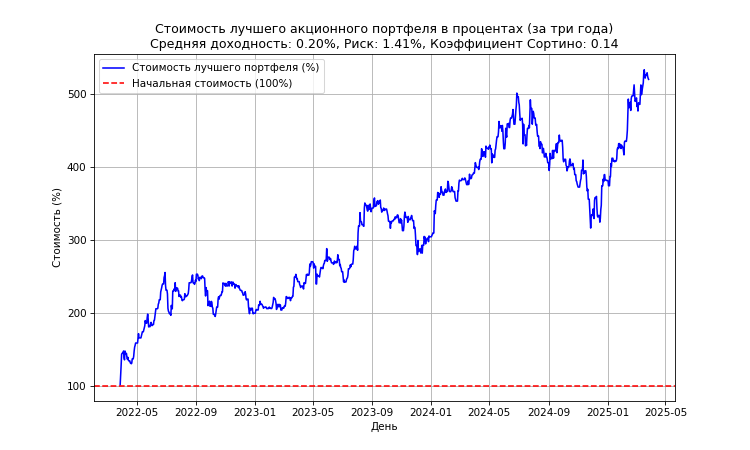 Стоимость лучшего акционного портфеля в процентах (за три года)
Средняя доходность: 0.20%, Риск: 1.41%, Коэффициент Сортино: 0.14
Стоимость лучшего портфеля (%)
Начальная стоимость (100%)
Стоимость (%)
500
400
300
200
100
2022-05 2022-09 2023-01 2023-05 2023-09 2024-01 2024-05 2024-09 2025-01 2025-05
День